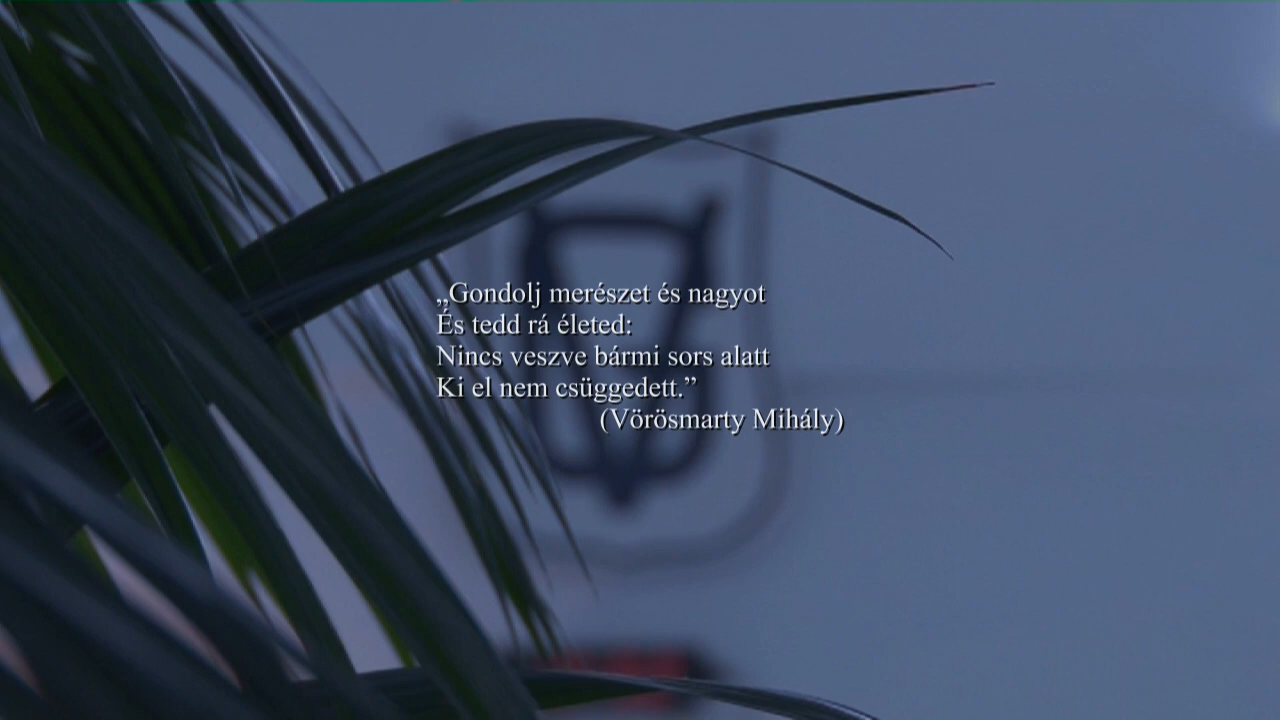 „Gondolj merészet és nagyot
És tedd rá életed:
Nincs veszve bármi sors alatt
Ki el nem csüggedett.”
(Vörösmarty Mihály)